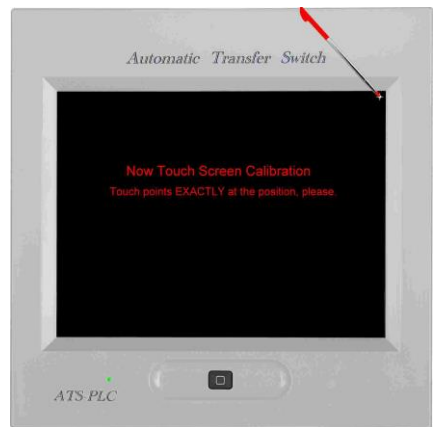 Automatic Transfer Switch
Now Touch Screen Calibration
Touch points EXACTLY at the position, please.
ATS PLC